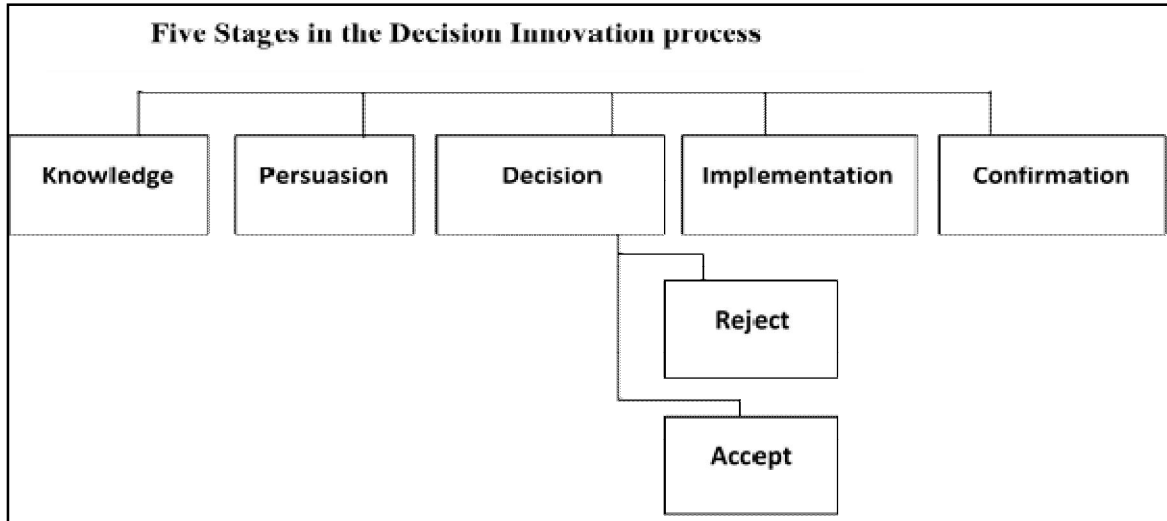 Five Stages in the Decision Innovation process
Knowledge
Persuasion
Decision
Implementation
Confirmation
Reject
Accept